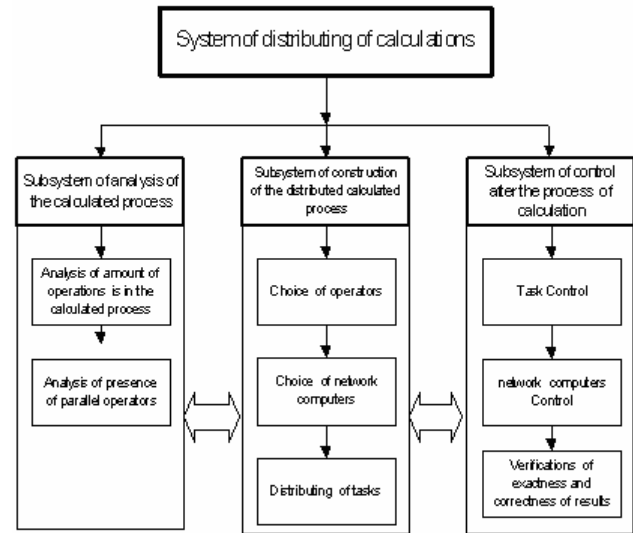 System of distributing of calculations
Subsystem of analysis of
the calculated process
Analysis of amount of
operations is in the
calculated process
Analysis of presence
of parallel operators
Subsystem of construction
of the distributed calculated
process
Choice of operators
Choice of network
computers
Distributing of tasks
Subsystem of control
ater the process of
calculation
Task Control
network computers
Control
Verifications of
exactness and
correctness of results